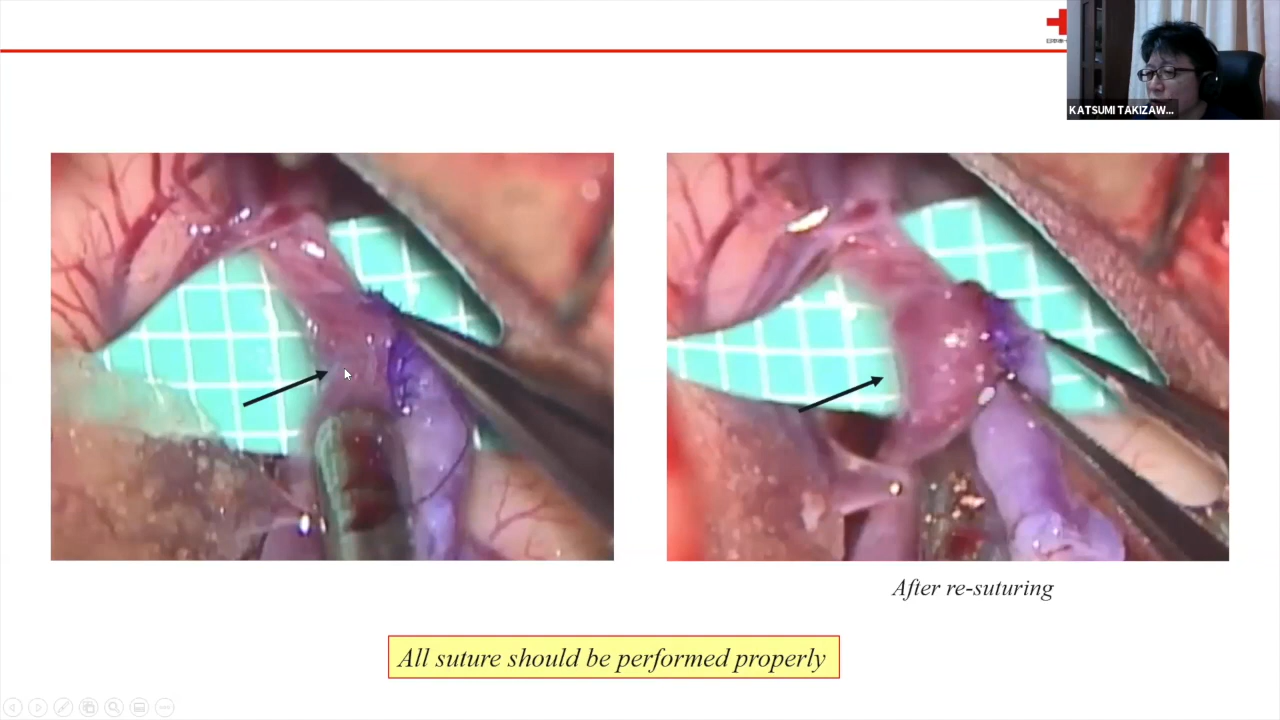 KATSUMI TAKIZAW...
After re-suturing
All suture should be performed properly